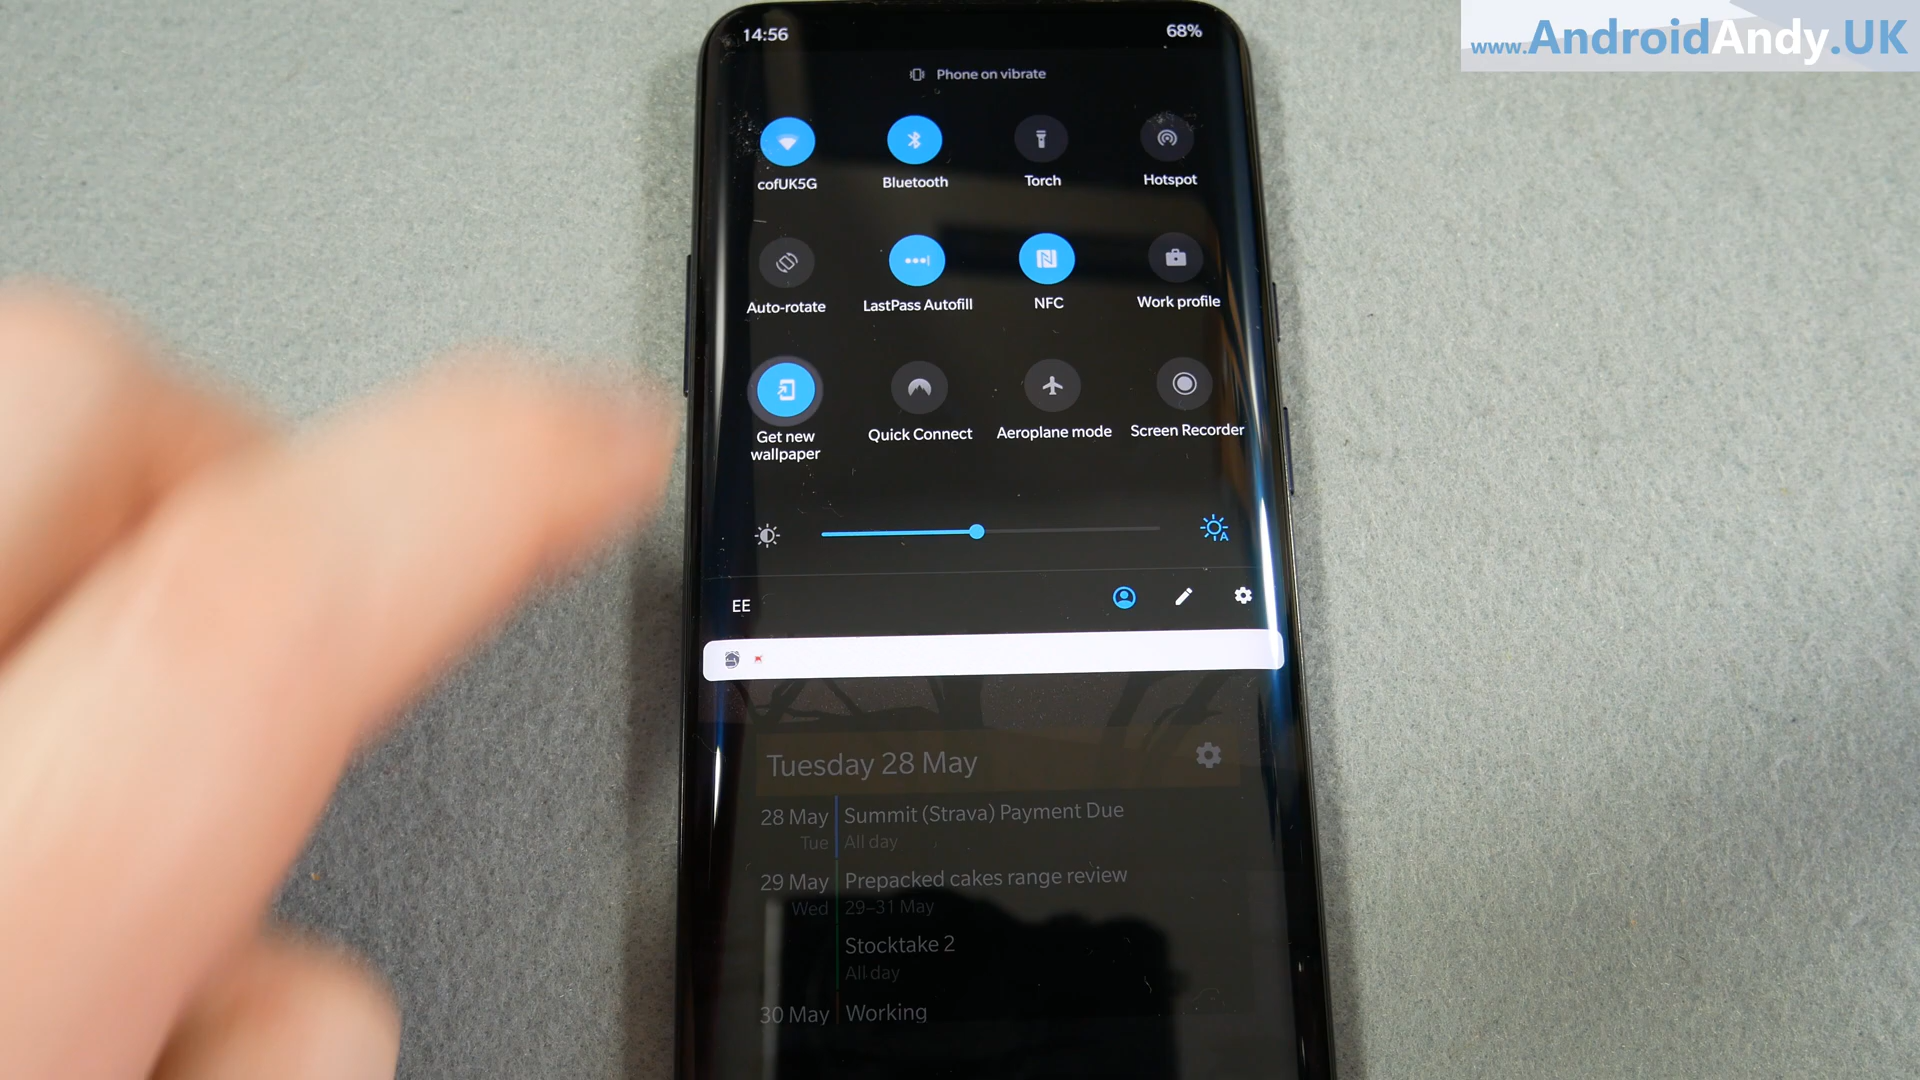 www.AndroidAndy.UK
14:56
68%
Phone on vibrate
cofUK5G
Bluetooth
Torch
Hotspot
Auto-rotate
LastPass Autofill
NFC
Work profile
Get new
wallpaper
Quick Connect
Aeroplane mode
Screen Recorder
EE
Tuesday 28 May
28 May
Summit (Strava) Payment Due
Tue
All day
29 May
Prepacked cakes range review
Wed
29–31 May
Stocktake 2
All day
30 May
Working